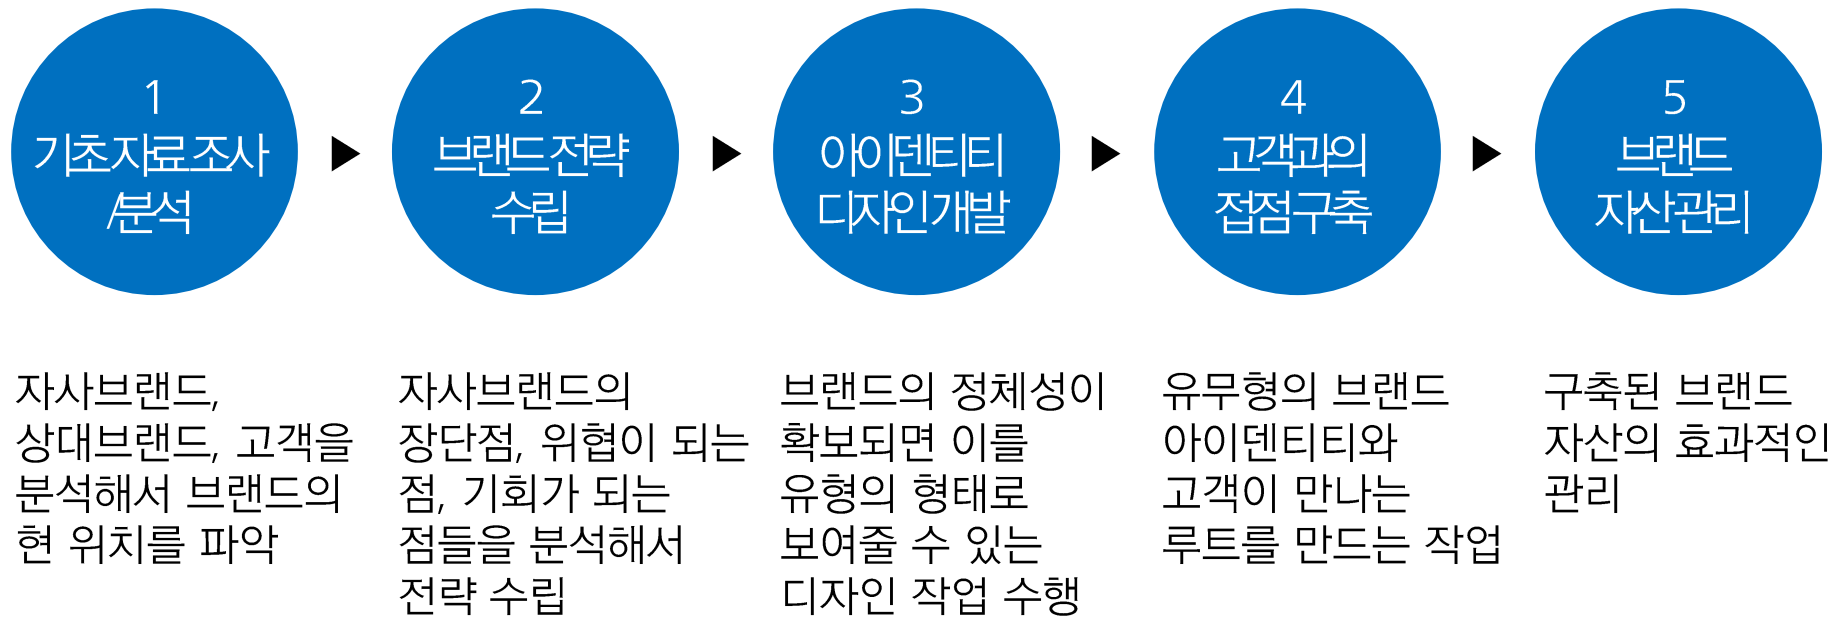 1
기초 자료 조사
/분석
2
브랜드 전략
수립
3
아이덴티티
디자인 개발
4
고객과의
접점 구축
5
브랜드
자산 관리
자사브랜드,
상대브랜드, 고객을
분석해서 브랜드의
현 위치를 파악
자사브랜드의
장단점, 위협이 되는
점, 기회가 되는
점들을 분석해서
전략 수립
브랜드의 정체성이
확보되면 이를
유형의 형태로
보여줄 수 있는
디자인 작업 수행
유무형의 브랜드
아이덴티티와
고객이 만나는
루트를 만드는 작업
구축된 브랜드
자산의 효과적인
관리